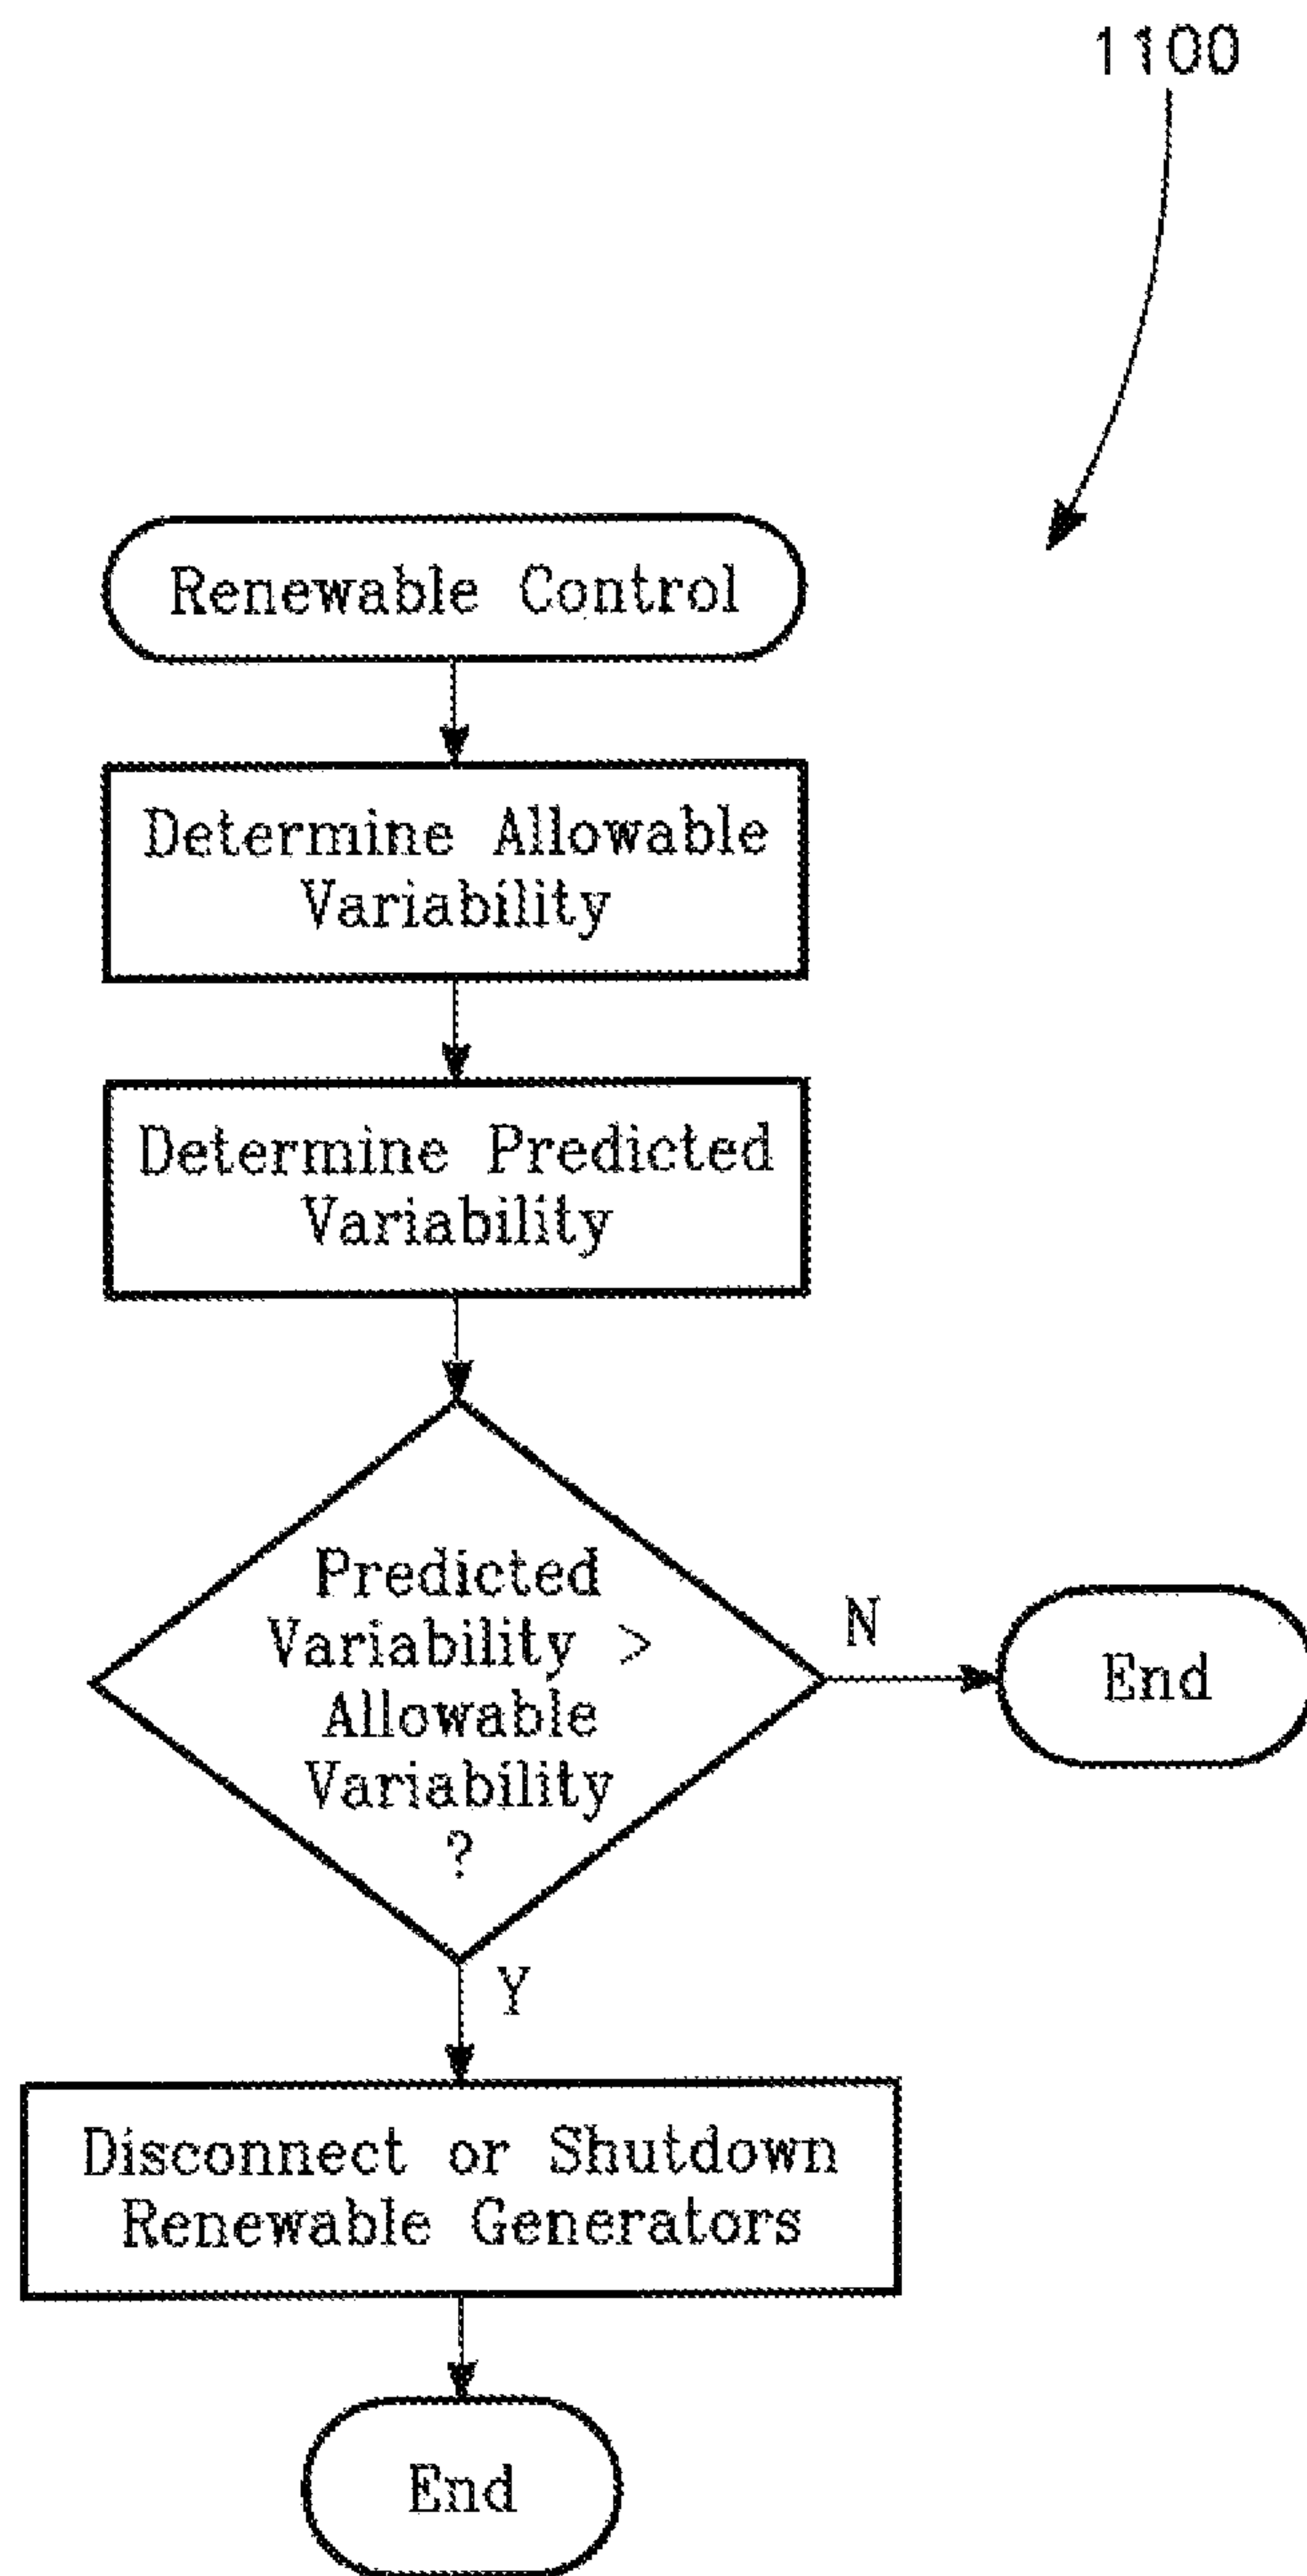 1100
Renewable Control
Determine Allowable
Variability
Determine Predicted
Variability
Predicted
Variability >
Allowable
Variability
?
N
End
Y
Disconnect or Shutdown
Renewable Generators
End